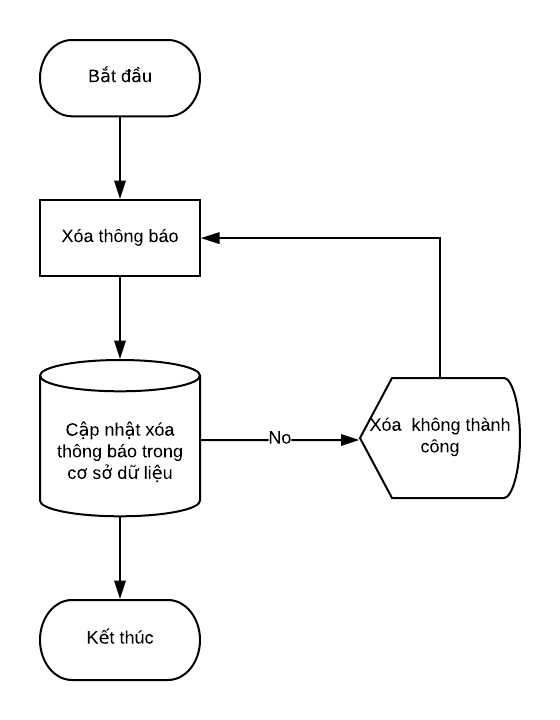 Bắt đầu
Xóa thông báo
Cập nhật xóa
thông báo trong
cơ sở dữ liệu
No
Xóa  không thành
công
Kết thúc